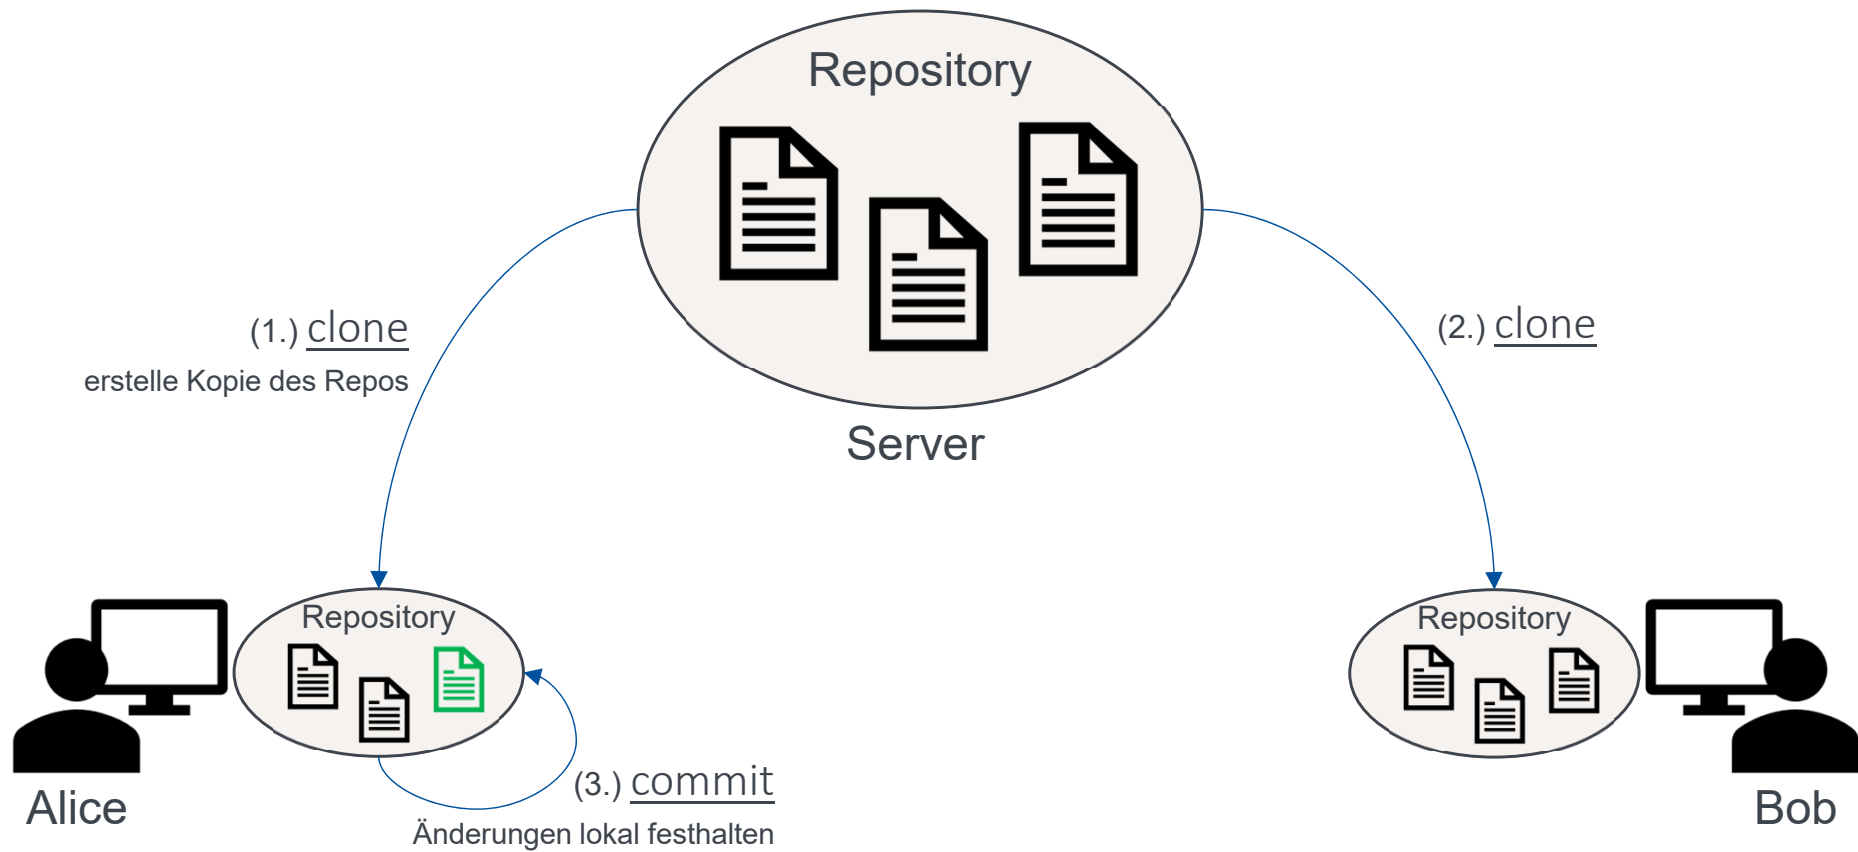 Repository
Server
(1.) clone
erstelle Kopie des Repos
(2.) clone
Repository
Alice
(3.) commit
Änderungen lokal festhalten
Repository
Bob